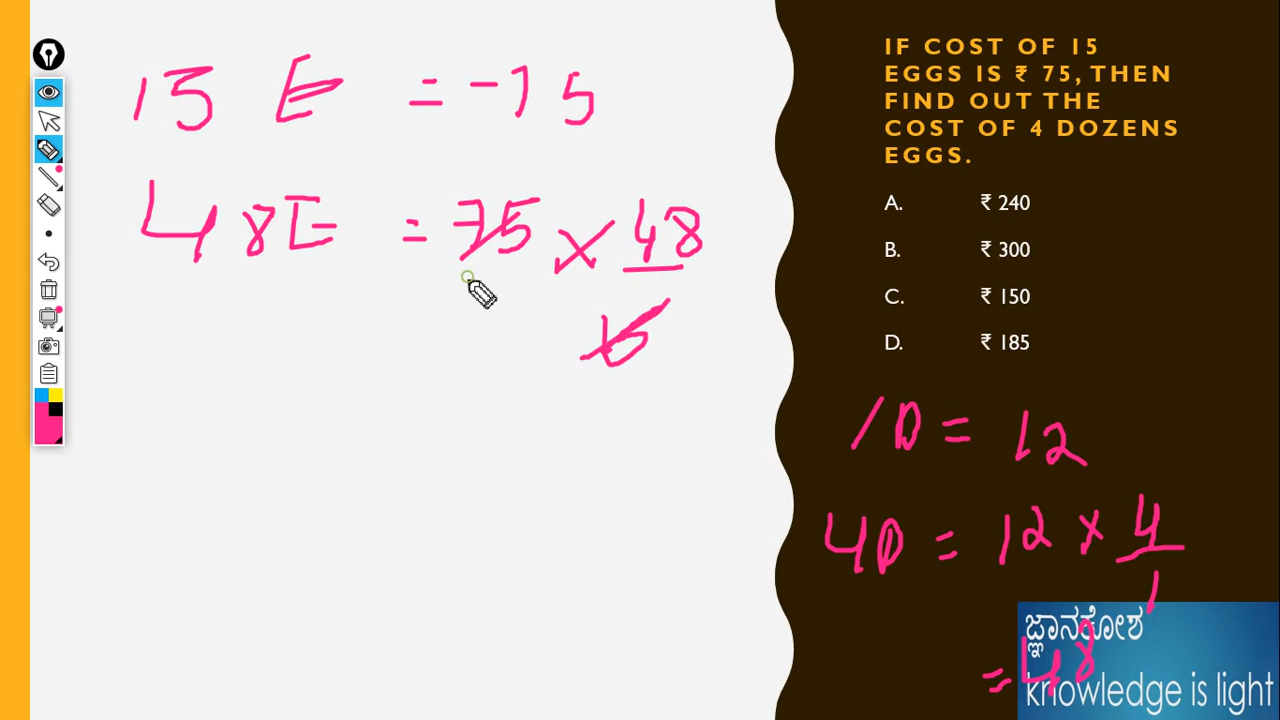 15 E = 75
48E = 75 × 48
15
IF COST OF 15
EGGS IS ₹ 75, THEN
FIND OUT THE
COST OF 4 DOZENS
EGGS.
A. ₹ 240
B. ₹ 300
C. ₹ 150
D. ₹ 185
1D = 12
4D = 12 × 4
1
= 48
ಜ್ಞಾನಕೋಶ
knowledge is light